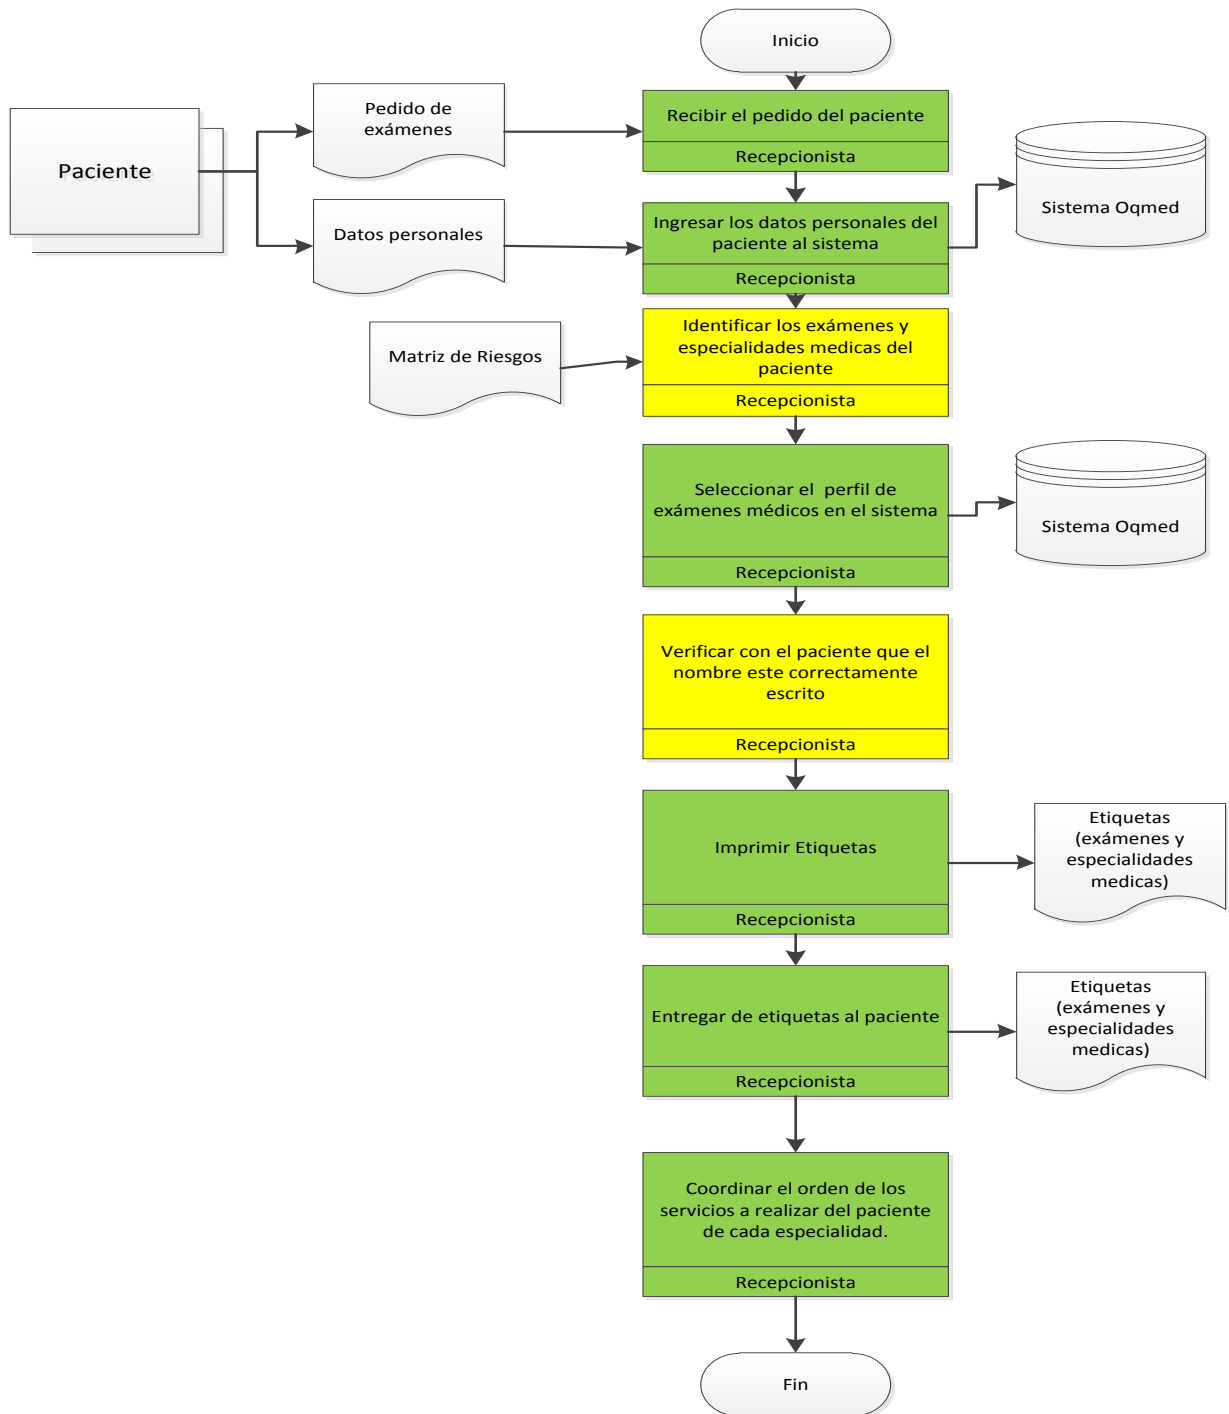 Inicio
Pedido de
exámenes
Recibir el pedido del paciente
Recepcionista
Paciente
Datos personales
Ingresar los datos personales del
paciente al sistema
Recepcionista
Sistema Oqmed
Matriz de Riesgos
Identificar los exámenes y
especialidades medicas del
paciente
Recepcionista
Seleccionar el perfil de
exámenes médicos en el sistema
Recepcionista
Sistema Oqmed
Verificar con el paciente que el
nombre este correctamente
escrito
Recepcionista
Imprimir Etiquetas
Recepcionista
Etiquetas
(exámenes y
especialidades
medicas)
Entregar de etiquetas al paciente
Recepcionista
Etiquetas
(exámenes y
especialidades
medicas)
Coordinar el orden de los
servicios a realizar del paciente
de cada especialidad.
Recepcionista
Fin